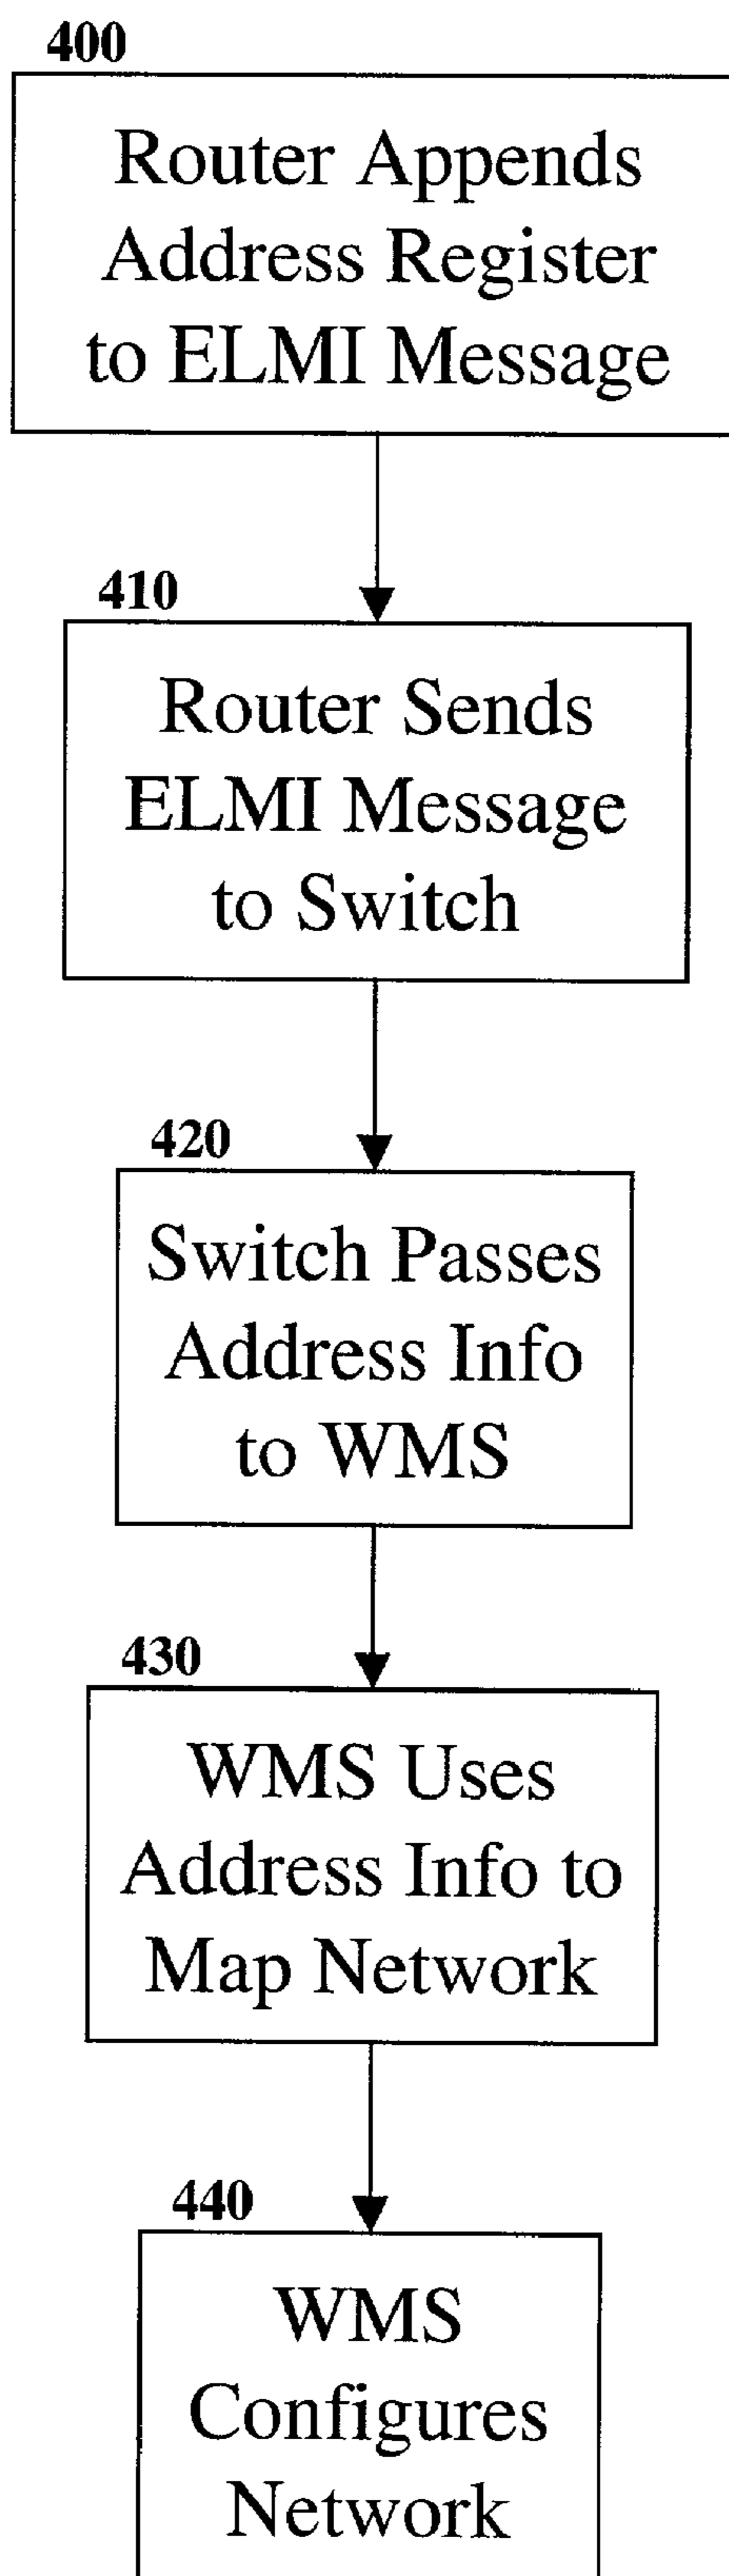 400
Router Appends
Address Register
to ELMI Message
410
Router Sends
ELMI Message
to Switch
420
Switch Passes
Address Info
to WMS
430
WMS Uses
Address Info to
Map Network
440
WMS
Configures
Network